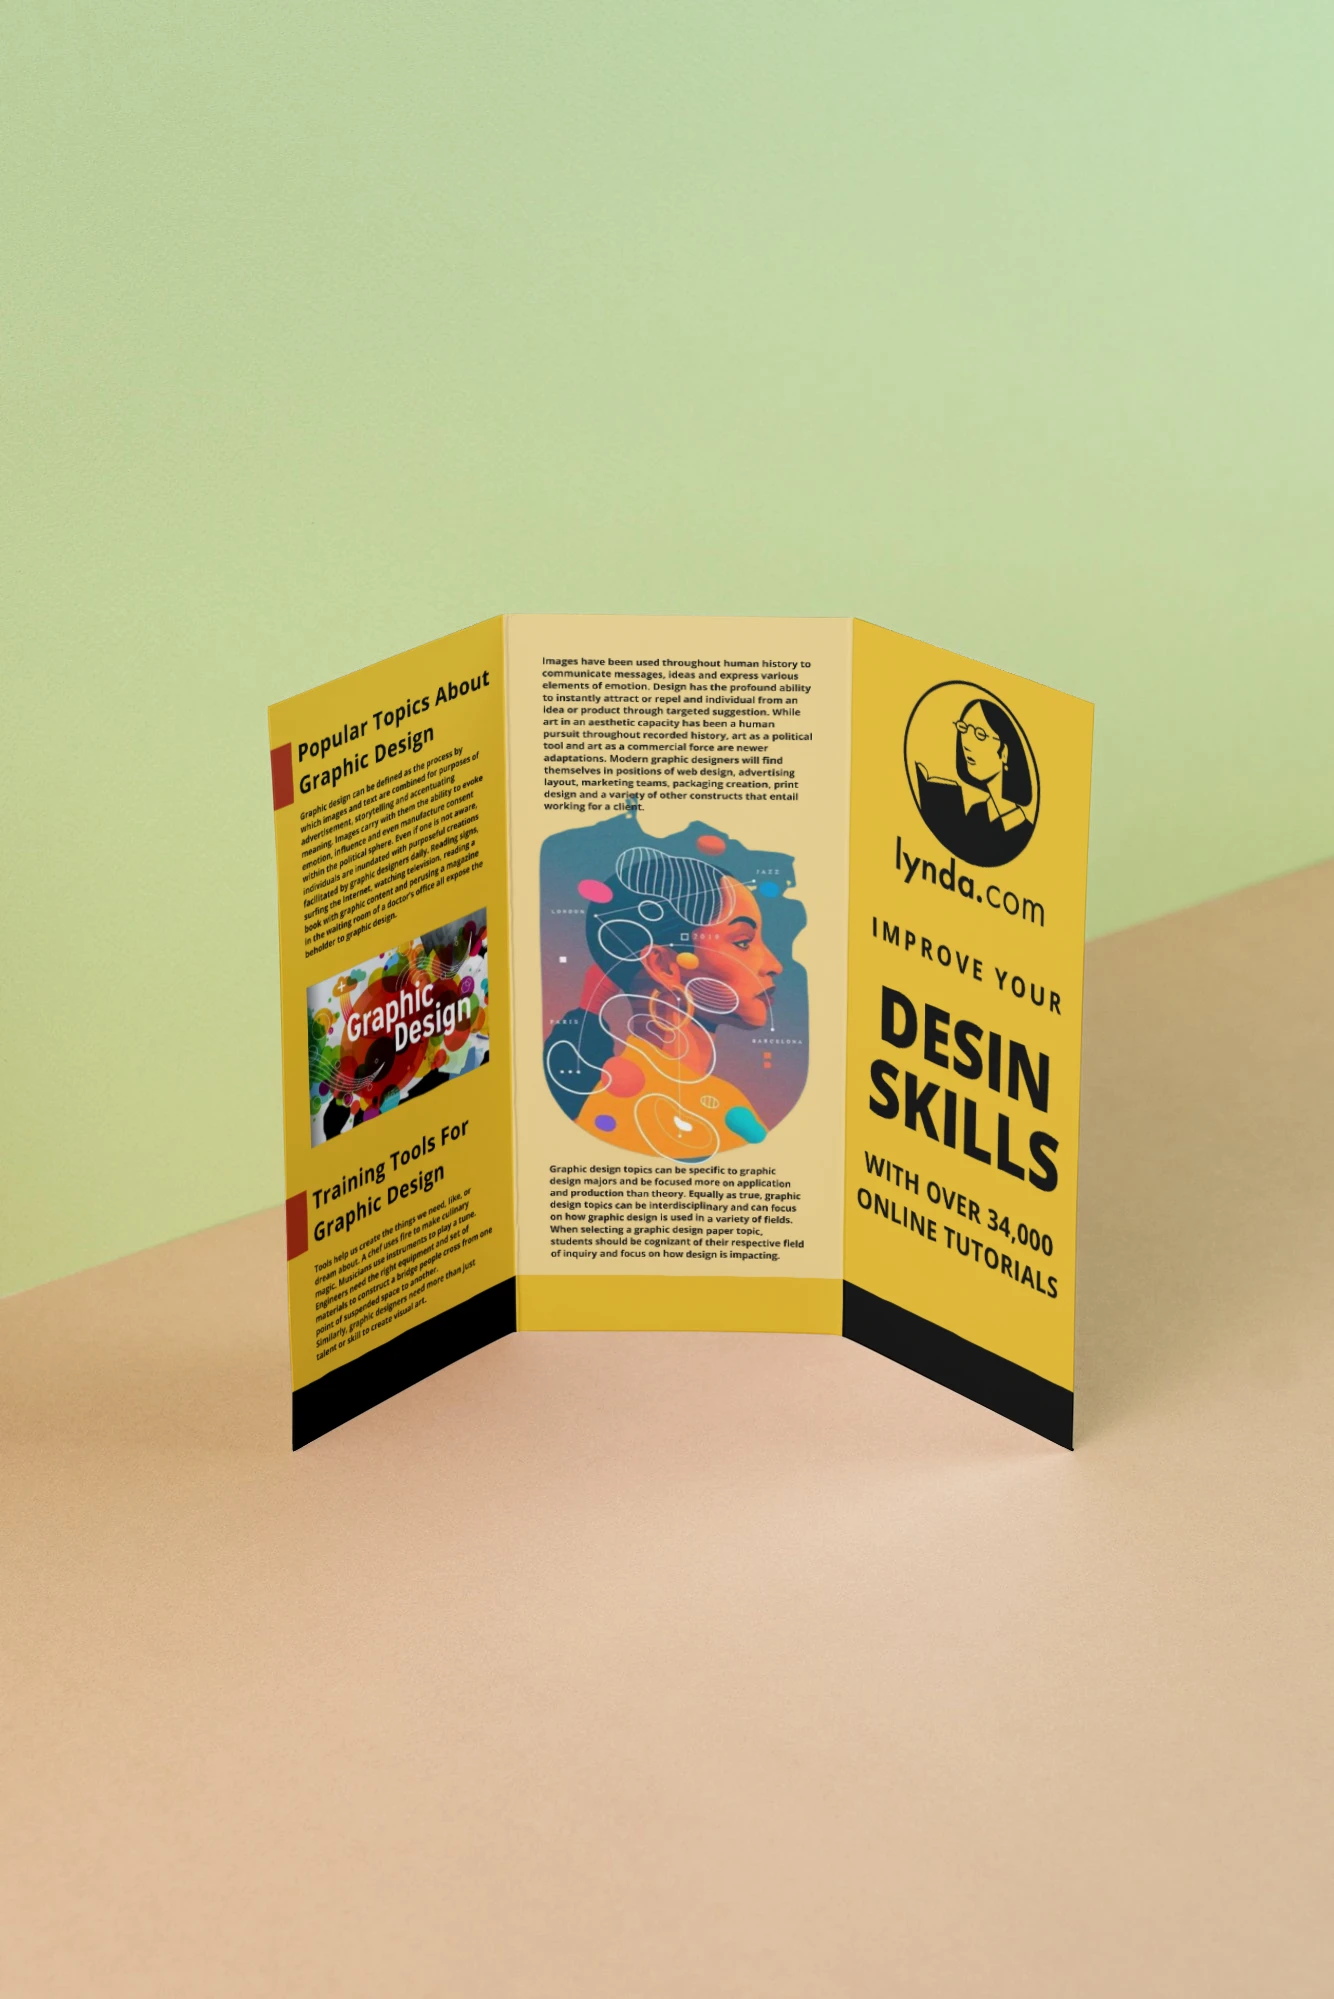 Popular Topics About
Graphic Design
Graphic design can be defined as the process by
which images and text are combined for purposes of
advertisement, storytelling and accentuating
meaning. Images carry with them the ability to evoke
emotion, influence and even manufacture consent
within the political sphere. Even if one is not aware,
individuals are inundated with purposeful creations
facilitated by graphic designers daily. Reading signs,
surfing the Internet, watching television, reading a
book with graphic content and perusing a magazine
in the waiting room of a doctor's office all expose the
beholder to graphic design.
Graphic
Design
Training Tools For
Graphic Design
Tools help us create the things we need, like, or
dream about. A chef uses fire to make culinary
magic. Musicians use instruments to play a tune.
Engineers need the right equipment and set of
materials to construct a bridge people cross from one
point of suspended space to another.
Similarly, graphic designers need more than just
talent or skill to create visual art.
Images have been used throughout human history to
communicate messages, ideas and express various
elements of emotion. Design has the profound ability
to instantly attract or repel and individual from an
idea or product through targeted suggestion. While
art in an aesthetic capacity has been a human
pursuit throughout recorded history, art as a political
tool and art as a commercial force are newer
adaptations. Modern graphic designers will find
themselves in positions of web design, advertising
layout, marketing teams, packaging creation, print
design and a variety of other constructs that entail
working for a client.
JAZZ
LONDON
2019
PARIS
BARCELONA
Graphic design topics can be specific to graphic
design majors and be focused more on application
and production than theory. Equally as true, graphic
design topics can be interdisciplinary and can focus
on how graphic design is used in a variety of fields.
When selecting a graphic design paper topic,
students should be cognizant of their respective field
of inquiry and focus on how design is impacting.
lynda.com
IMPROVE YOUR
DESIN
SKILLS
WITH OVER 34,000
ONLINE TUTORIALS